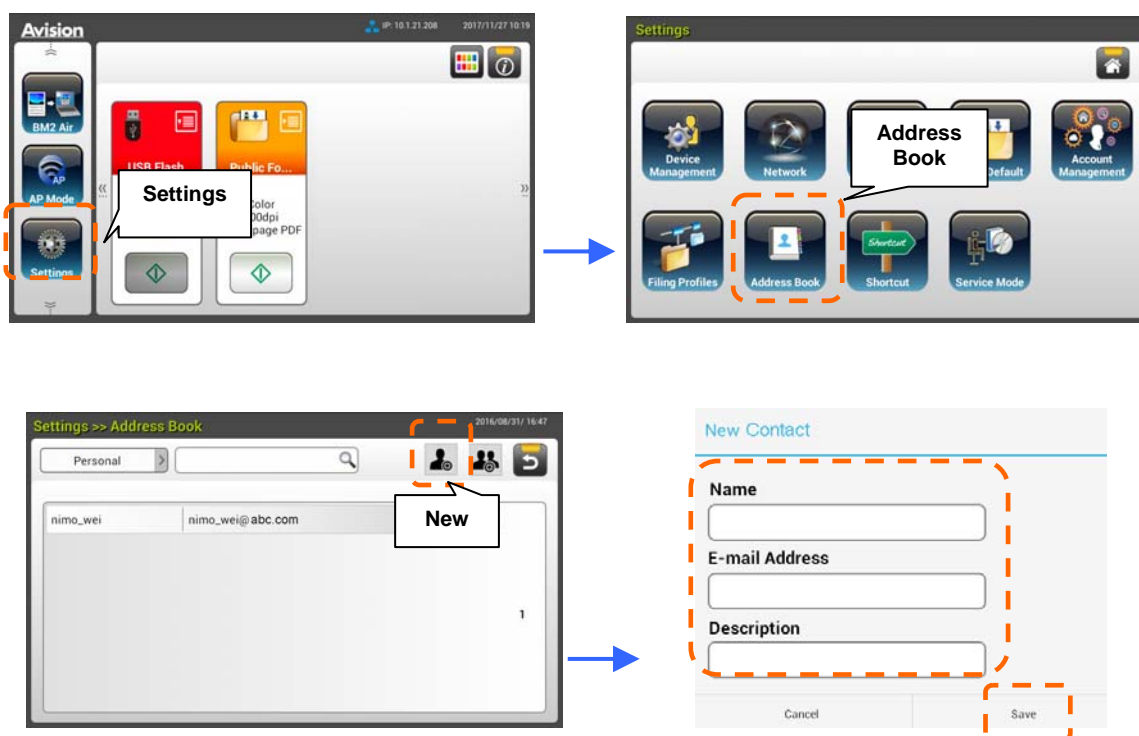 Avision
IP: 10.1.21.208
2017/11/27 10:19
BM2 Air
AP
AP Mode
Settings
USB Flash
Public Fo...
Settings
Color
00dpi
page PDF
Settings
Device
Management
Network
Address
Book
Default
Account
Management
Filing Profiles
Address Book
Shortcut
Shortcut
Service Mode
Settings >> Address Book
2016/08/31/ 16:47
Personal
nimo_wei
nimo_wei@abc.com
New
1
New Contact
Name
E-mail Address
Description
Cancel
Save